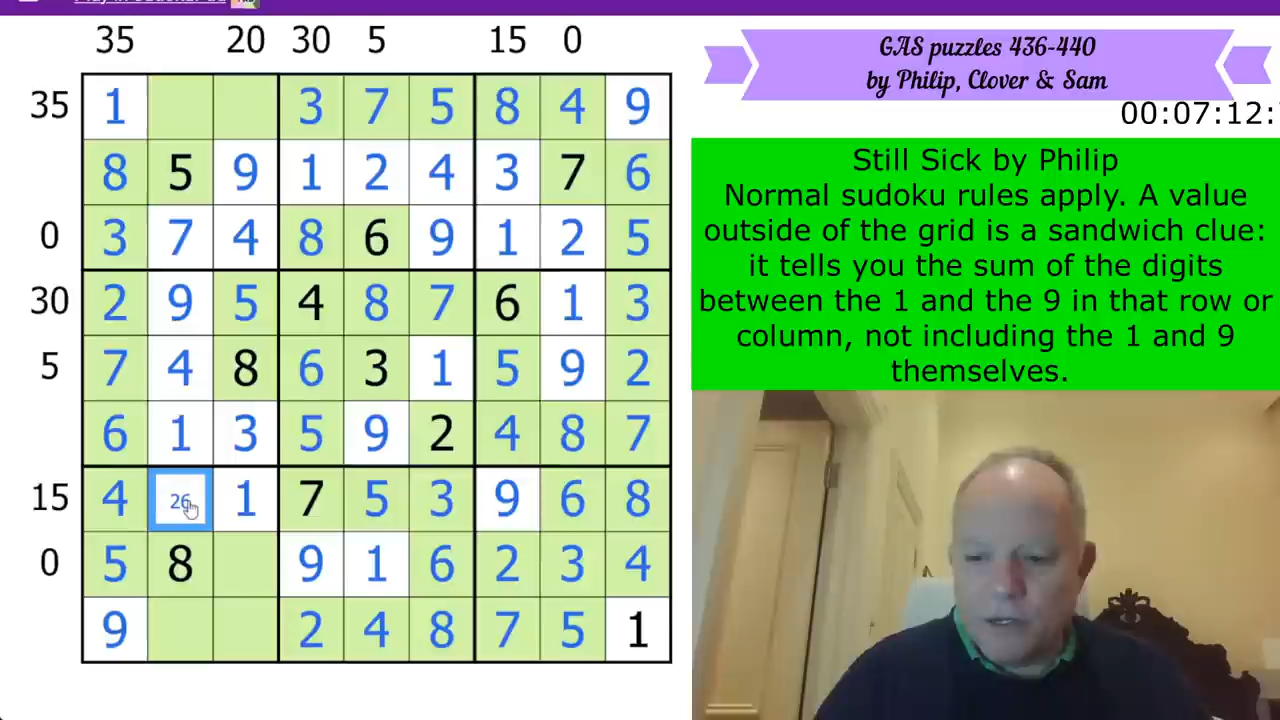 35 20 30 5 15 0
GAS puzzles 436-440
by Philip, Clover & Sam
00:07:12:
35 1 3 7 5 8 4 9
8 5 9 1 2 4 3 7 6
0 3 7 4 8 6 9 1 2 5
30 2 9 5 4 8 7 6 1 3
5 7 4 8 6 3 1 5 9 2
6 1 3 5 9 2 4 8 7
15 4 26 1 7 5 3 9 6 8
0 5 8 9 1 6 2 3 4
9 2 4 8 7 5 1
Still Sick by Philip
Normal sudoku rules apply. A value
outside of the grid is a sandwich clue:
it tells you the sum of the digits
between the 1 and the 9 in that row or
column, not including the 1 and 9
themselves.